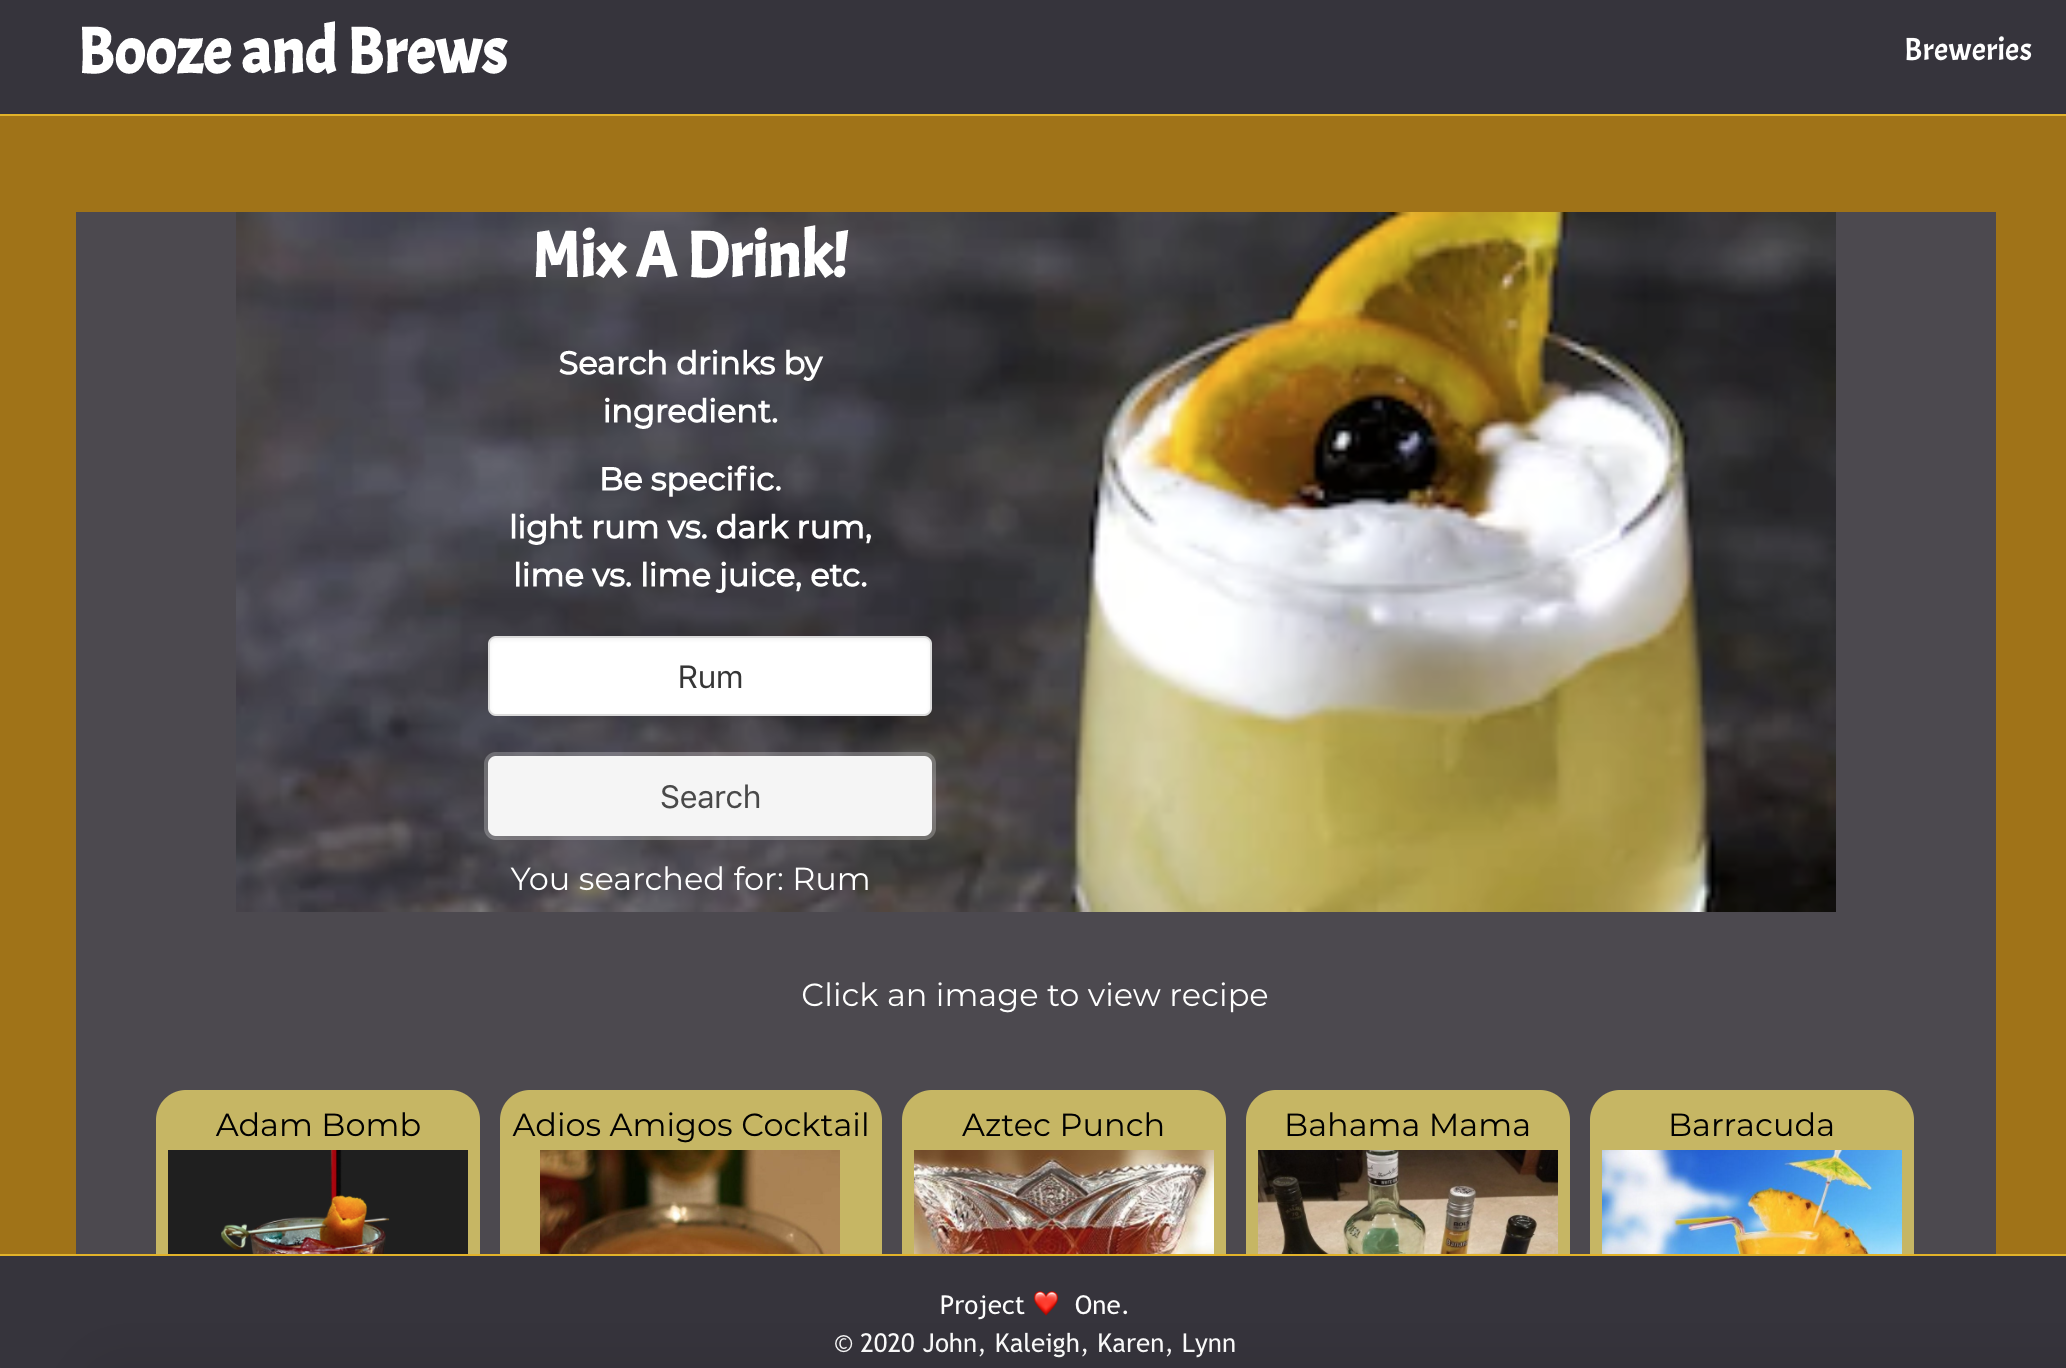 Booze and Brews
Breweries
Mix A Drink!
Search drinks by
ingredient.
Be specific.
light rum vs. dark rum,
lime vs. lime juice, etc.
Rum
Search
You searched for: Rum
Click an image to view recipe
Adam Bomb
Adios Amigos Cocktail
Aztec Punch
Bahama Mama
Barracuda
Project ❤️ One.
© 2020 John, Kaleigh, Karen, Lynn